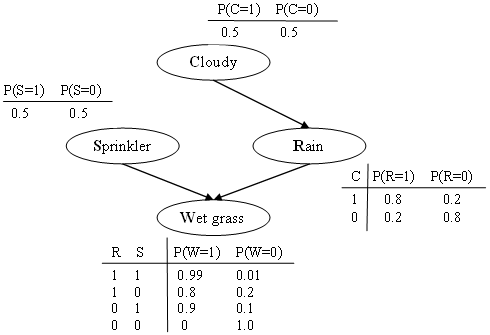 P(C=1) P(C=0)
0.5 0.5
Cloudy
P(S=1) P(S=0)
0.5 0.5
Sprinkler
Rain
C P(R=1) P(R=0)
1 0.8 0.2
0 0.2 0.8
Wet grass
R S P(W=1) P(W=0)
1 1 0.99 0.01
1 0 0.8 0.2
0 1 0.9 0.1
0 0 0 1.0